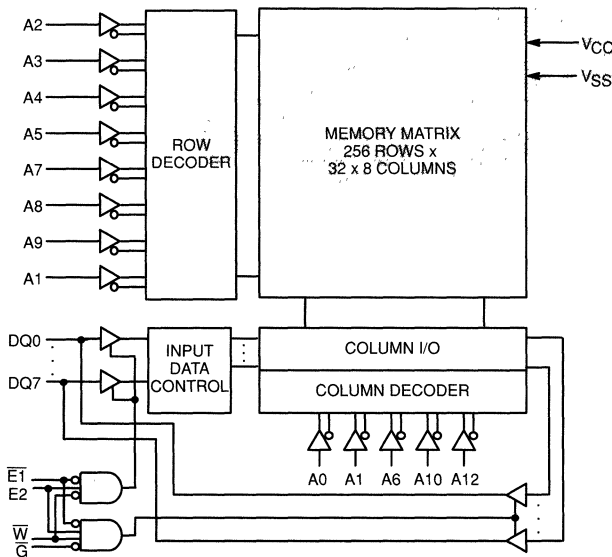 A2
A3
A4
A5
A7
A8
A9
A1
ROW
DECODER
MEMORY MATRIX
256 ROWS x
32 x 8 COLUMNS
VCC
VSS
DQ0
DQ7
INPUT
DATA
CONTROL
COLUMN I/O
COLUMN DECODER
A0
A1
A6
A10
A12
E1
E2
W
G